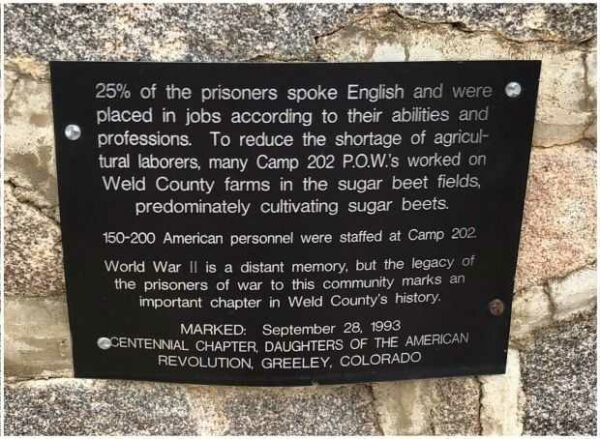 25% of the prisoners spoke English and were
placed in jobs according to their abilities and
professions. To reduce the shortage of agricul-
tural laborers, many Camp 202 P.O.W.'s worked on
Weld County farms in the sugar beet fields,
predominately cultivating sugar beets.
150-200 American personnel were staffed at Camp 202.
World War II is a distant memory, but the legacy of
the prisoners of war to this community marks an
important chapter in Weld County's history.
MARKED: September 28, 1993
CENTENNIAL CHAPTER, DAUGHTERS OF THE AMERICAN
REVOLUTION, GREELEY, COLORADO